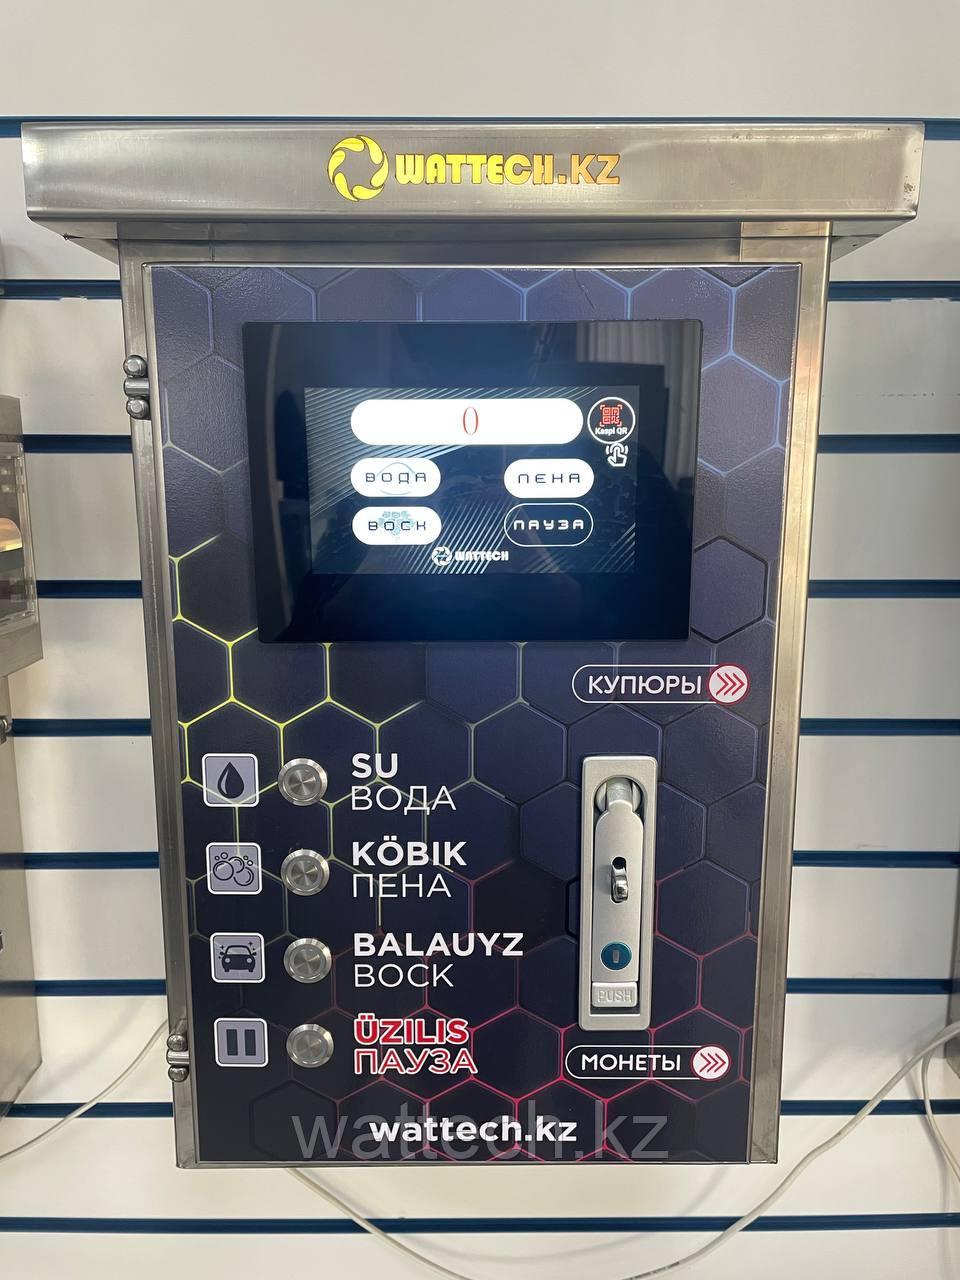 WATTECH.KZ
0
Kaspi QR
ВОДА
ПЕНА
ВОСК
ПАУЗА
WATTECH
КУПЮРЫ
SU
ВОДА
KÖBIK
ПЕНА
BALAUYZ
ВОСК
PUSH
ÜZILIS
ПАУЗА
МОНЕТЫ
wattech.kz
wattech.kz